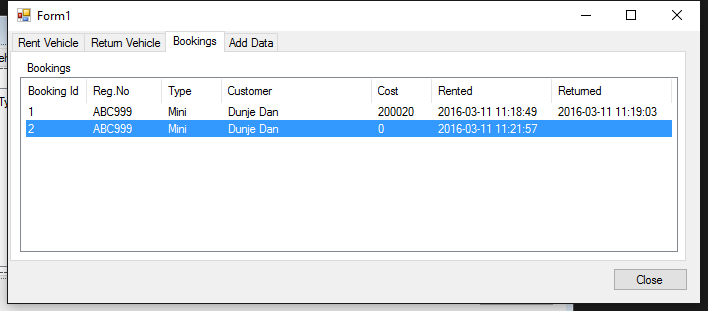 Form1
Rent Vehicle Return Vehicle Bookings Add Data
Bookings
Booking Id Reg.No Type Customer Cost Rented Returned
1 ABC999 Mini Dunje Dan 200020 2016-03-11 11:18:49 2016-03-11 11:19:03
2 ABC999 Mini Dunje Dan 0 2016-03-11 11:21:57
Close